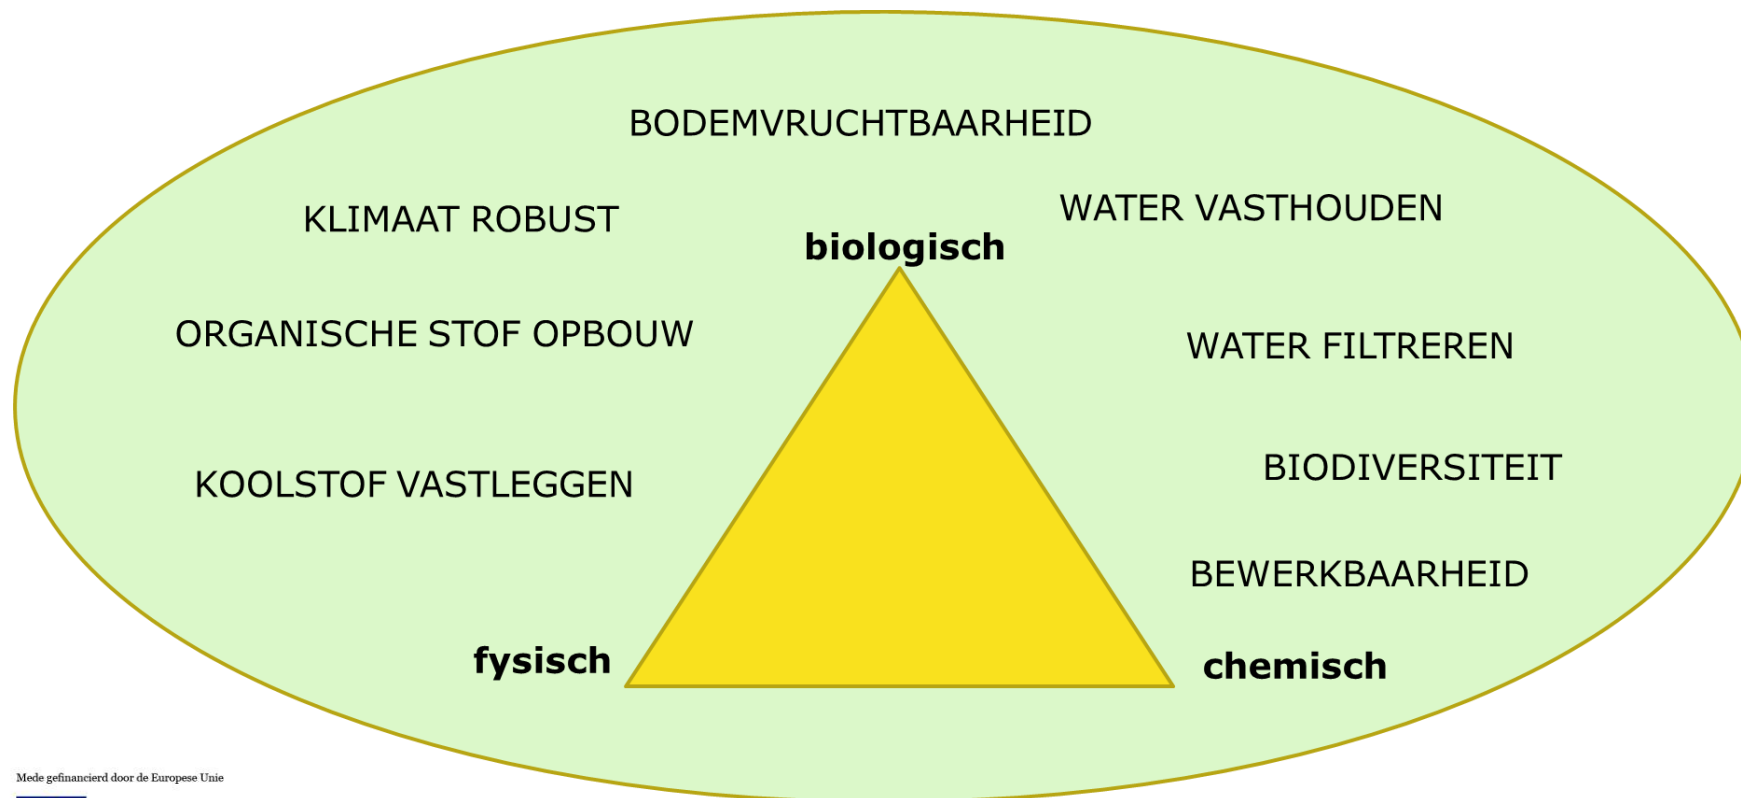 BODEMVRUCHTBAARHEID
KLIMAAT ROBUST
WATER VASTHOUDEN
biologisch
ORGANISCHE STOF OPBOUW
WATER FILTREREN
KOOLSTOF VASTLEGGEN
BIODIVERSITEIT
BEWERKBAARHEID
fysisch
chemisch
Mede gefinancierd door de Europese Unie